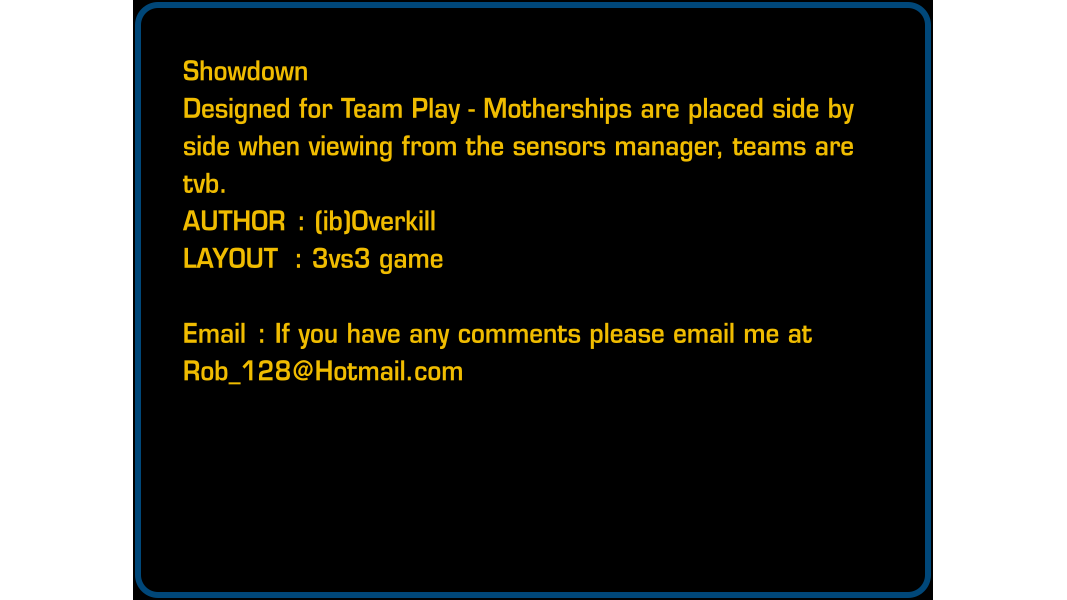 Showdown
Designed for Team Play - Motherships are placed side by
side when viewing from the sensors manager, teams are
tvb.
AUTHOR : (ib)Overkill
LAYOUT : 3vs3 game
Email : If you have any comments please email me at
Rob_128@Hotmail.com